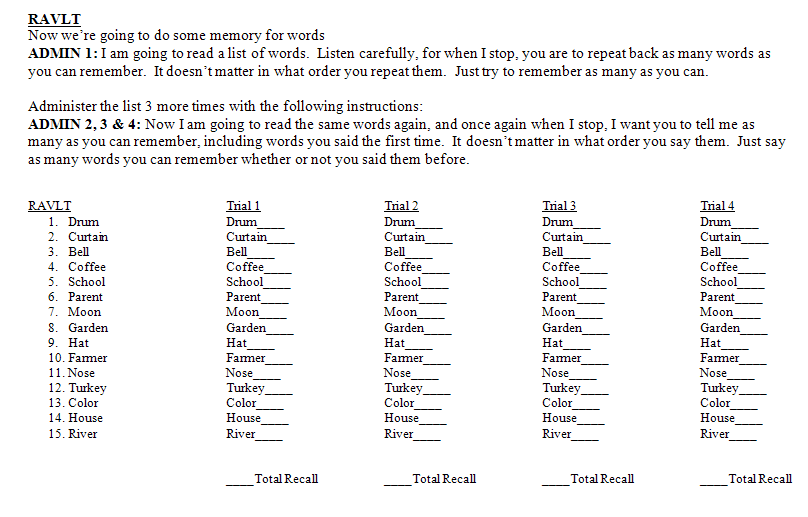 RAVLT
Now we're going to do some memory for words
ADMIN 1: I am going to read a list of words.  Listen carefully, for when I stop, you are to repeat back as many words as
you can remember.  It doesn't matter in what order you repeat them.  Just try to remember as many as you can.
Administer the list 3 more times with the following instructions:
ADMIN 2, 3 & 4: Now I am going to read the same words again, and once again when I stop, I want you to tell me as
many as you can remember, including words you said the first time.  It doesn't matter in what order you say them.  Just say
as many words you can remember whether or not you said them before.
RAVLT Trial 1 Trial 2 Trial 3 Trial 4
1. Drum Drum____ Drum____ Drum____ Drum____
2. Curtain Curtain____ Curtain____ Curtain____ Curtain____
3. Bell Bell____ Bell____ Bell____ Bell____
4. Coffee Coffee____ Coffee____ Coffee____ Coffee____
5. School School____ School____ School____ School____
6. Parent Parent____ Parent____ Parent____ Parent____
7. Moon Moon____ Moon____ Moon____ Moon____
8. Garden Garden____ Garden____ Garden____ Garden____
9. Hat Hat____ Hat____ Hat____ Hat____
10. Farmer Farmer____ Farmer____ Farmer____ Farmer____
11. Nose Nose____ Nose____ Nose____ Nose____
12. Turkey Turkey____ Turkey____ Turkey____ Turkey____
13. Color Color____ Color____ Color____ Color____
14. House House____ House____ House____ House____
15. River River____ River____ River____ River____
____Total Recall ____Total Recall ____Total Recall ____Total Recall